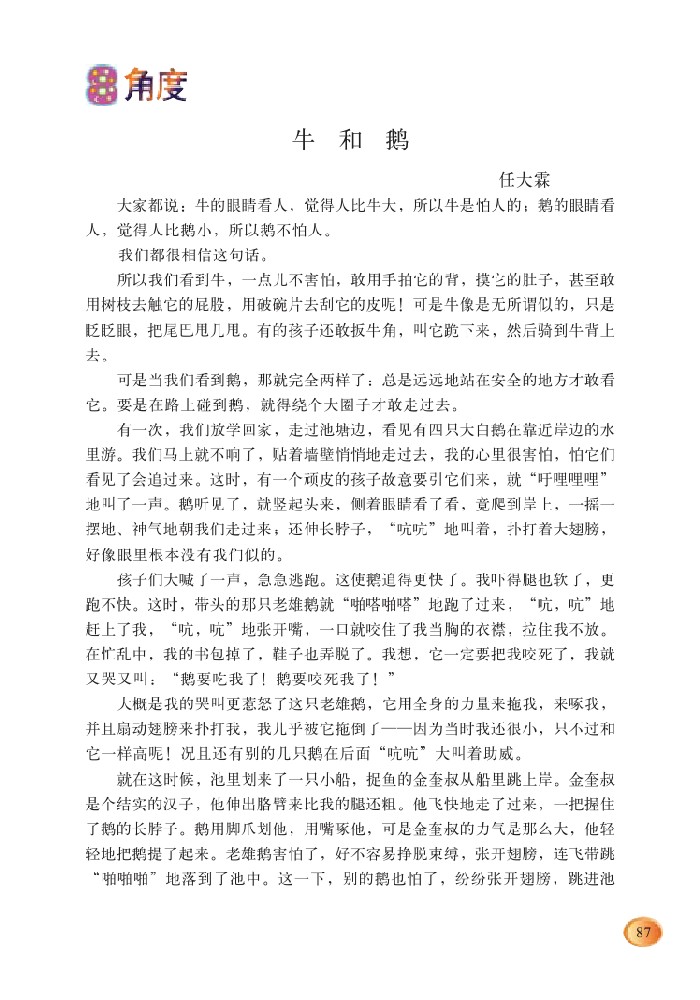 角度
牛 和 鹅
任大霖
大家都说：牛的眼睛看人，觉得人比牛大，所以牛是怕人的；鹅的眼睛看
人，觉得人比鹅小，所以鹅不怕人。
我们都很相信这句话。
所以我们看到牛，一点儿不害怕，敢用手拍它的背，摸它的肚子，甚至敢
用树枝去触它的屁股，用破碗片去刮它的皮呢！可是牛像是无所谓似的，只是
眨眨眼，把尾巴甩几甩。有的孩子还敢扳牛角，叫它跪下来，然后骑到牛背上
去。
可是当我们看到鹅，那就完全两样了：总是远远地站在安全的地方才敢看
它。要是在路上碰到鹅，就得绕个大圈子才敢走过去。
有一次，我们放学回家，走过池塘边，看见有四只大白鹅在靠近岸边的水
里游。我们马上就不响了，贴着墙壁悄悄地走过去，我的心里很害怕，怕它们
看见了会追过来。这时，有一个顽皮的孩子故意要引它们来，就“吁哩哩哩”
地叫了一声。鹅听见了，就竖起头来，侧着眼睛看了看，竟爬到岸上，一摇一
摆地、神气地朝我们走过来；还伸长脖子，“吭吭”地叫着，扑打着大翅膀，
好像眼里根本没有我们似的。
孩子们大喊了一声，急急逃跑。这使鹅追得更快了。我吓得腿也软了，更
跑不快。这时，带头的那只老雄鹅就“啪嗒啪嗒”地跑了过来，“吭，吭”地
赶上了我，“吭，吭”地张开嘴，一口就咬住了我当胸的衣襟，拉住我不放。
在忙乱中，我的书包掉了，鞋子也弄脱了。我想，它一定要把我咬死了，我就
又哭又叫：“鹅要吃我了！鹅要咬死我了！”
大概是我的哭叫更惹怒了这只老雄鹅，它用全身的力量来拖我，来啄我，
并且扇动翅膀来扑打我，我几乎被它拖倒了——因为当时我还很小，只不过和
它一样高呢！况且还有别的几只鹅在后面“吭吭”大叫着助威。
就在这时候，池里划来了一只小船，捉鱼的金奎叔从船里跳上岸。金奎叔
是个结实的汉子，他伸出胳臂来比我的腿还粗。他飞快地走了过来，一把握住
了鹅的长脖子。鹅用脚爪划他，用嘴啄他，可是金奎叔的力气是那么大，他轻
轻地把鹅提了起来。老雄鹅害怕了，好不容易挣脱束缚，张开翅膀，连飞带跳
“啪啪啪”地落到了池中。这一下，别的鹅也怕了，纷纷张开翅膀，跳进池
87